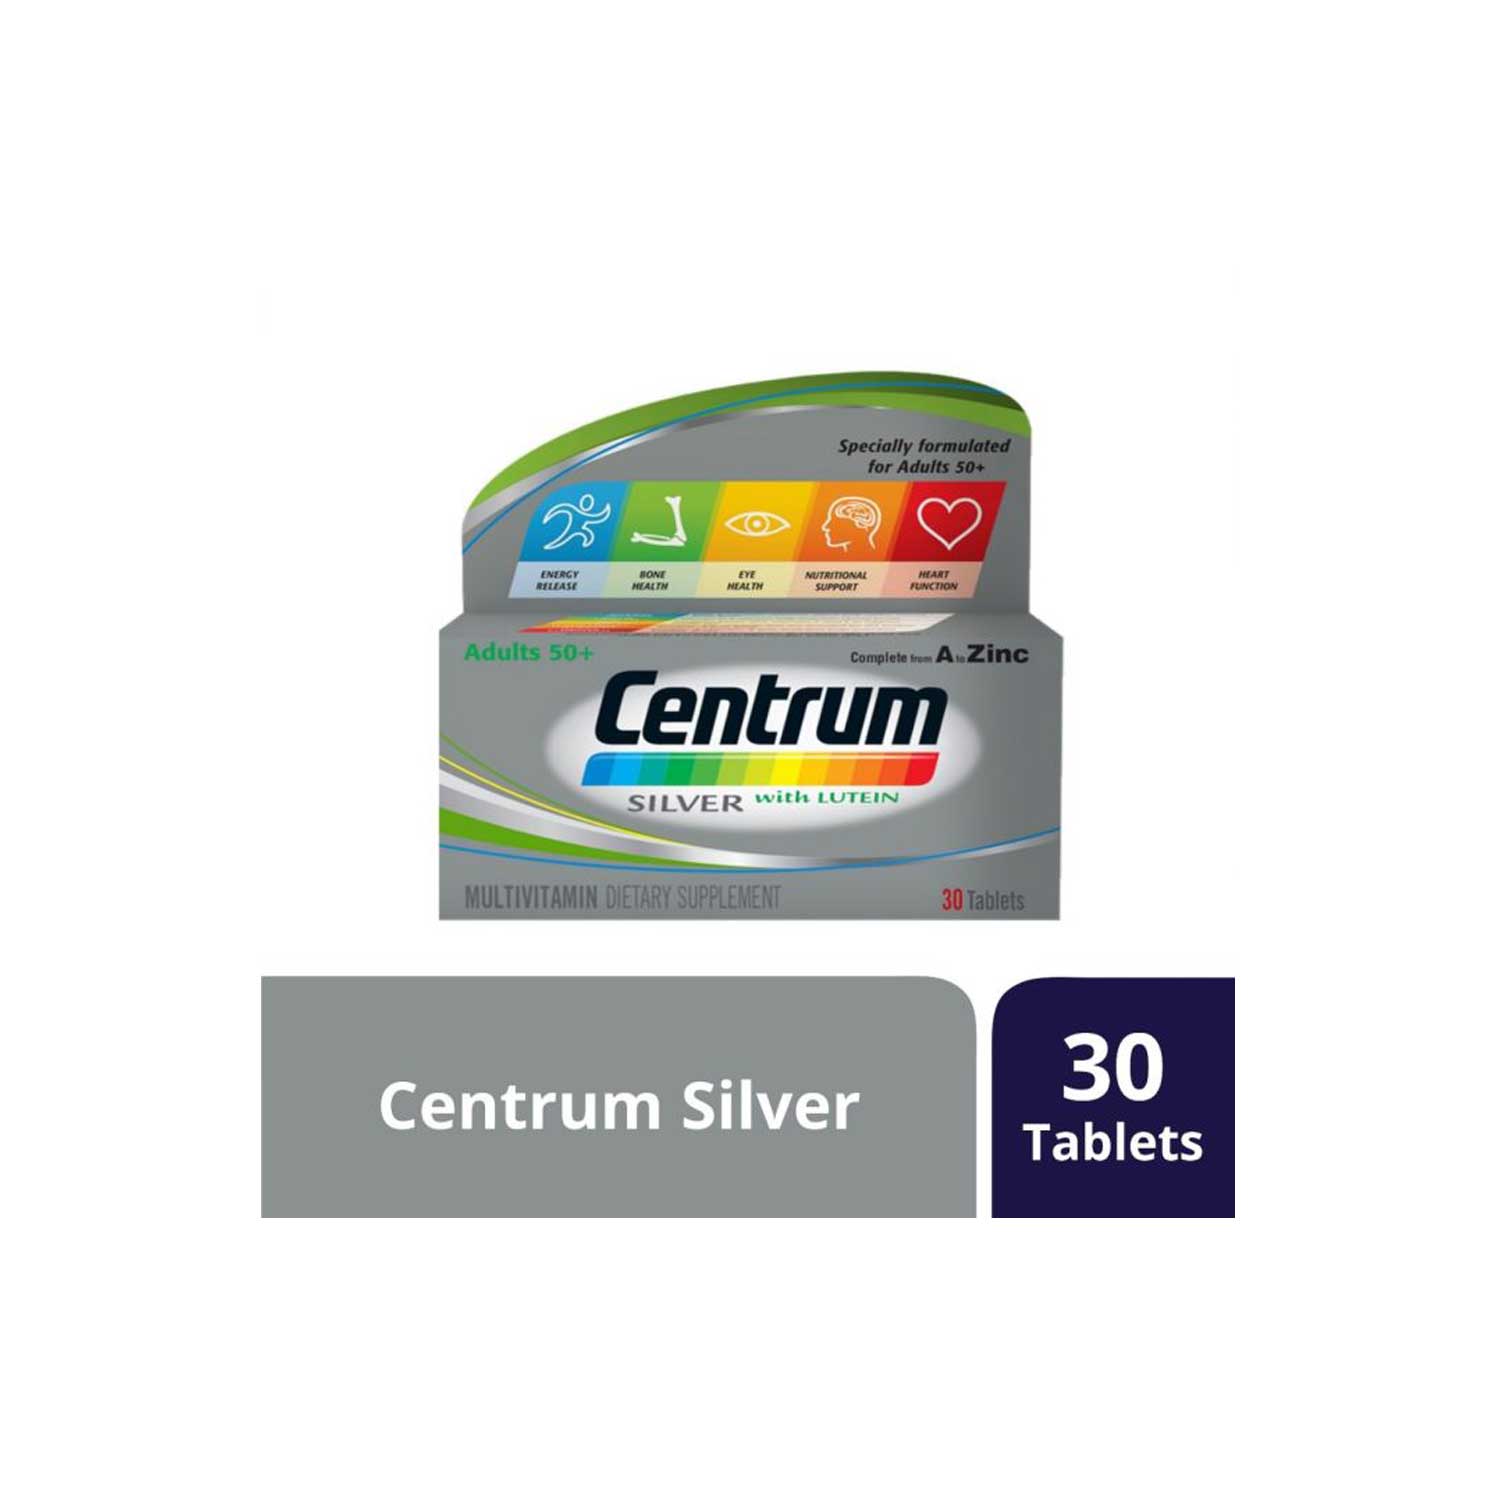 Specially formulated
for Adults 50+
ENERGY
RELEASE
BONE
HEALTH
EYE
HEALTH
NUTRITIONAL
SUPPORT
HEART
FUNCTION
Adults 50+
Complete from A to Zinc
Centrum
SILVER with LUTEIN
MULTIVITAMIN DIETARY SUPPLEMENT
30 Tablets
Centrum Silver
30
Tablets